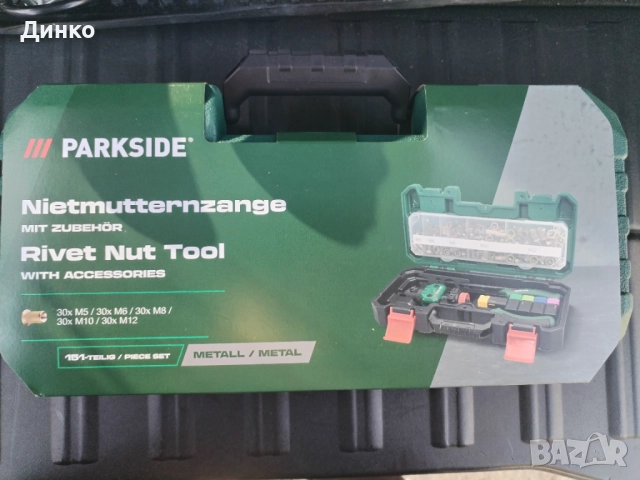 Динко
PARKSIDE®
Nietmutternzange
MIT ZUBEHÖR
Rivet Nut Tool
WITH ACCESSORIES
30x M5 / 30x M6 / 30x M8 /
30x M10 / 30x M12
151-TEILIG / PIECE SET
METALL / METAL
BAZAR